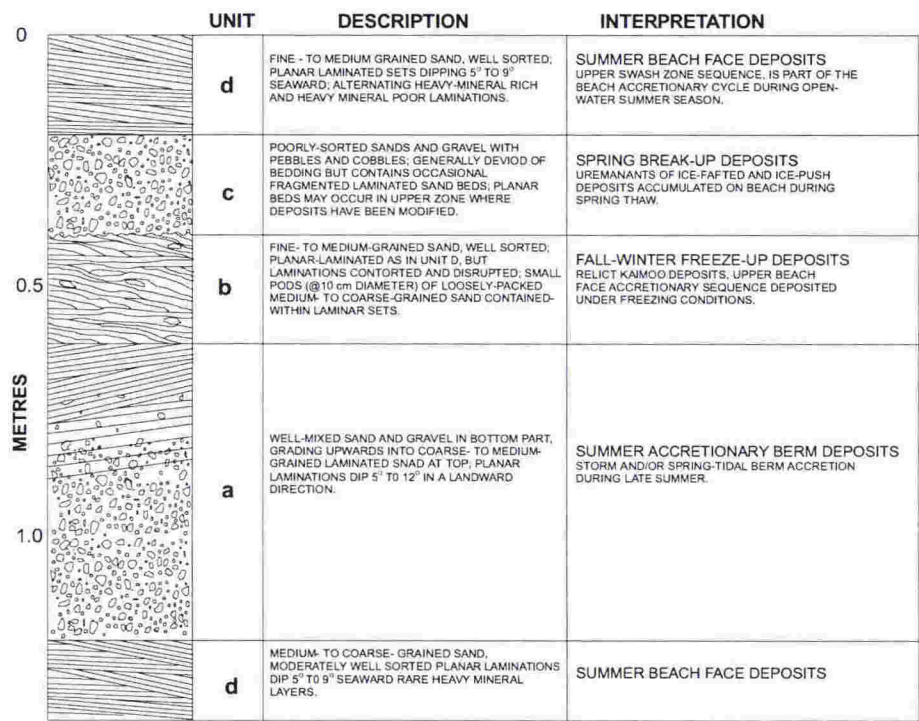 UNIT DESCRIPTION INTERPRETATION
0
d
FINE - TO MEDIUM GRAINED SAND, WELL SORTED;
PLANAR LAMINATED SETS DIPPING 5° TO 9°
SEAWARD; ALTERNATING HEAVY-MINERAL RICH
AND HEAVY MINERAL POOR LAMINATIONS.
SUMMER BEACH FACE DEPOSITS
UPPER SWASH ZONE SEQUENCE, IS PART OF THE
BEACH ACCRETIONARY CYCLE DURING OPEN-
WATER SUMMER SEASON.
c
POORLY-SORTED SANDS AND GRAVEL WITH
PEBBLES AND COBBLES; GENERALLY DEVIOD OF
BEDDING BUT CONTAINS OCCASIONAL
FRAGMENTED LAMINATED SAND BEDS; PLANAR
BEDS MAY OCCUR IN UPPER ZONE WHERE
DEPOSITS HAVE BEEN MODIFIED.
SPRING BREAK-UP DEPOSITS
UREMANANTS OF ICE-FAFTED AND ICE-PUSH
DEPOSITS ACCUMULATED ON BEACH DURING
SPRING THAW.
0.5
b
FINE- TO MEDIUM-GRAINED SAND, WELL SORTED;
PLANAR-LAMINATED AS IN UNIT D, BUT
LAMINATIONS CONTORTED AND DISRUPTED; SMALL
PODS (@10 cm DIAMETER) OF LOOSELY-PACKED
MEDIUM- TO COARSE-GRAINED SAND CONTAINED-
WITHIN LAMINAR SETS.
FALL-WINTER FREEZE-UP DEPOSITS
RELICT KAIMOO DEPOSITS, UPPER BEACH
FACE ACCRETIONARY SEQUENCE DEPOSITED
UNDER FREEZING CONDITIONS.
METRES
1.0
a
WELL-MIXED SAND AND GRAVEL IN BOTTOM PART,
GRADING UPWARDS INTO COARSE- TO MEDIUM-
GRAINED LAMINATED SNAD AT TOP; PLANAR
LAMINATIONS DIP 5° T0 12° IN A LANDWARD
DIRECTION.
SUMMER ACCRETIONARY BERM DEPOSITS
STORM AND/OR SPRING-TIDAL BERM ACCRETION
DURING LATE SUMMER.
d
MEDIUM- TO COARSE- GRAINED SAND,
MODERATELY WELL SORTED PLANAR LAMINATIONS
DIP 5° T0 9° SEAWARD RARE HEAVY MINERAL
LAYERS.
SUMMER BEACH FACE DEPOSITS